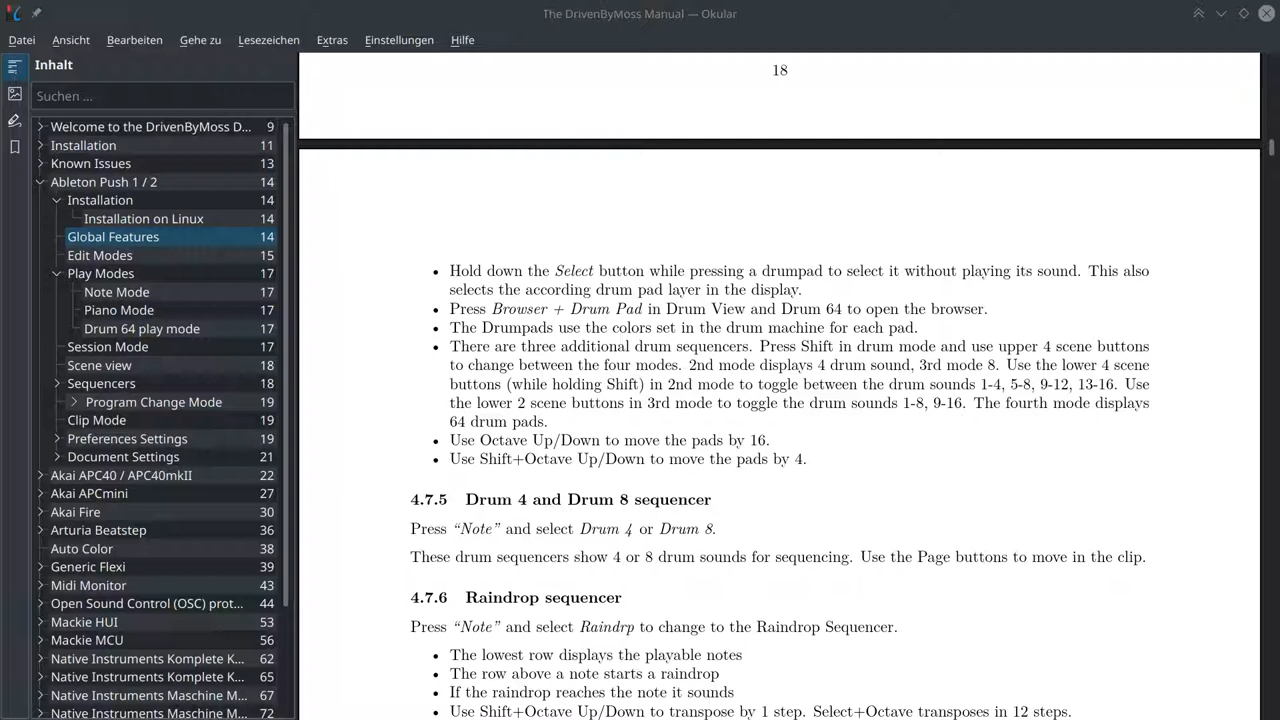 The DrivenByMoss Manual — Okular
Datei Ansicht Bearbeiten Gehe zu Lesezeichen Extras Einstellungen Hilfe
Inhalt
Suchen ...
Welcome to the DrivenByMoss D... 9
Installation 11
Known Issues 13
Ableton Push 1 / 2 14
Installation 14
Installation on Linux 14
Global Features 14
Edit Modes 15
Play Modes 17
Note Mode 17
Piano Mode 17
Drum 64 play mode 17
Session Mode 17
Scene view 18
Sequencers 18
Program Change Mode 19
Clip Mode 19
Preferences Settings 19
Document Settings 21
Akai APC40 / APC40mkII 22
Akai APCmini 27
Akai Fire 30
Arturia Beatstep 36
Auto Color 38
Generic Flexi 39
Midi Monitor 43
Open Sound Control (OSC) prot... 44
Mackie HUI 53
Mackie MCU 56
Native Instruments Komplete K... 62
Native Instruments Komplete K... 65
Native Instruments Maschine M... 67
Native Instruments Maschine M... 72
18
• Hold down the Select button while pressing a drumpad to select it without playing its sound. This also
selects the according drum pad layer in the display.
• Press Browser + Drum Pad in Drum View and Drum 64 to open the browser.
• The Drumpads use the colors set in the drum machine for each pad.
• There are three additional drum sequencers. Press Shift in drum mode and use upper 4 scene buttons
to change between the four modes. 2nd mode displays 4 drum sound, 3rd mode 8. Use the lower 4 scene
buttons (while holding Shift) in 2nd mode to toggle between the drum sounds 1-4, 5-8, 9-12, 13-16. Use
the lower 2 scene buttons in 3rd mode to toggle the drum sounds 1-8, 9-16. The fourth mode displays
64 drum pads.
• Use Octave Up/Down to move the pads by 16.
• Use Shift+Octave Up/Down to move the pads by 4.
4.7.5 Drum 4 and Drum 8 sequencer
Press “Note” and select Drum 4 or Drum 8.
These drum sequencers show 4 or 8 drum sounds for sequencing. Use the Page buttons to move in the clip.
4.7.6 Raindrop sequencer
Press “Note” and select Raindrp to change to the Raindrop Sequencer.
• The lowest row displays the playable notes
• The row above a note starts a raindrop
• If the raindrop reaches the note it sounds
• Use Shift+Octave Up/Down to transpose by 1 step. Select+Octave transposes in 12 steps.